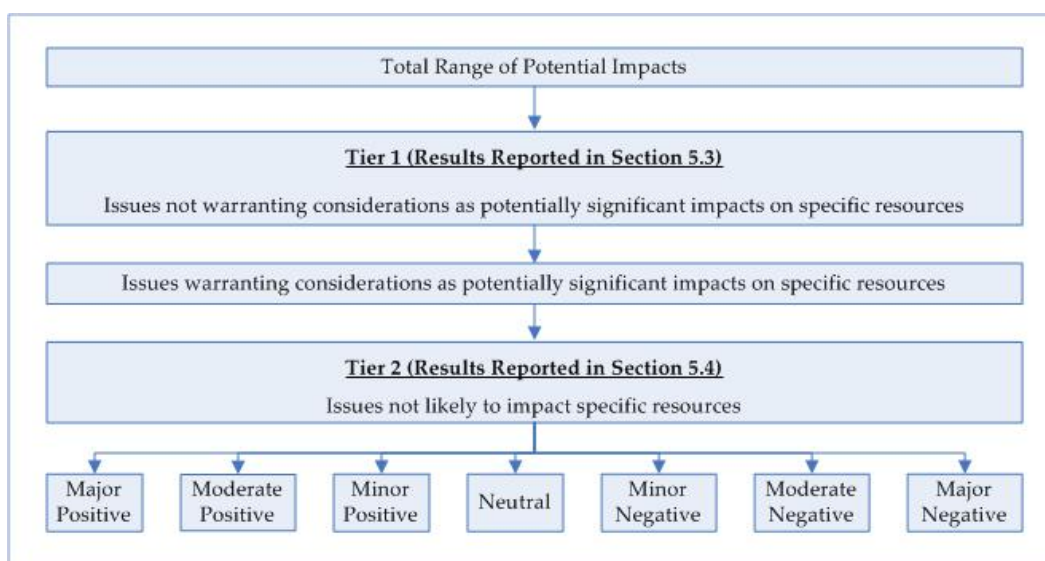 Total Range of Potential Impacts
Tier 1 (Results Reported in Section 5.3)
Issues not warranting considerations as potentially significant impacts on specific resources
Issues warranting considerations as potentially significant impacts on specific resources
Tier 2 (Results Reported in Section 5.4)
Issues not likely to impact specific resources
Major
Positive
Moderate
Positive
Minor
Positive
Neutral
Minor
Negative
Moderate
Negative
Major
Negative